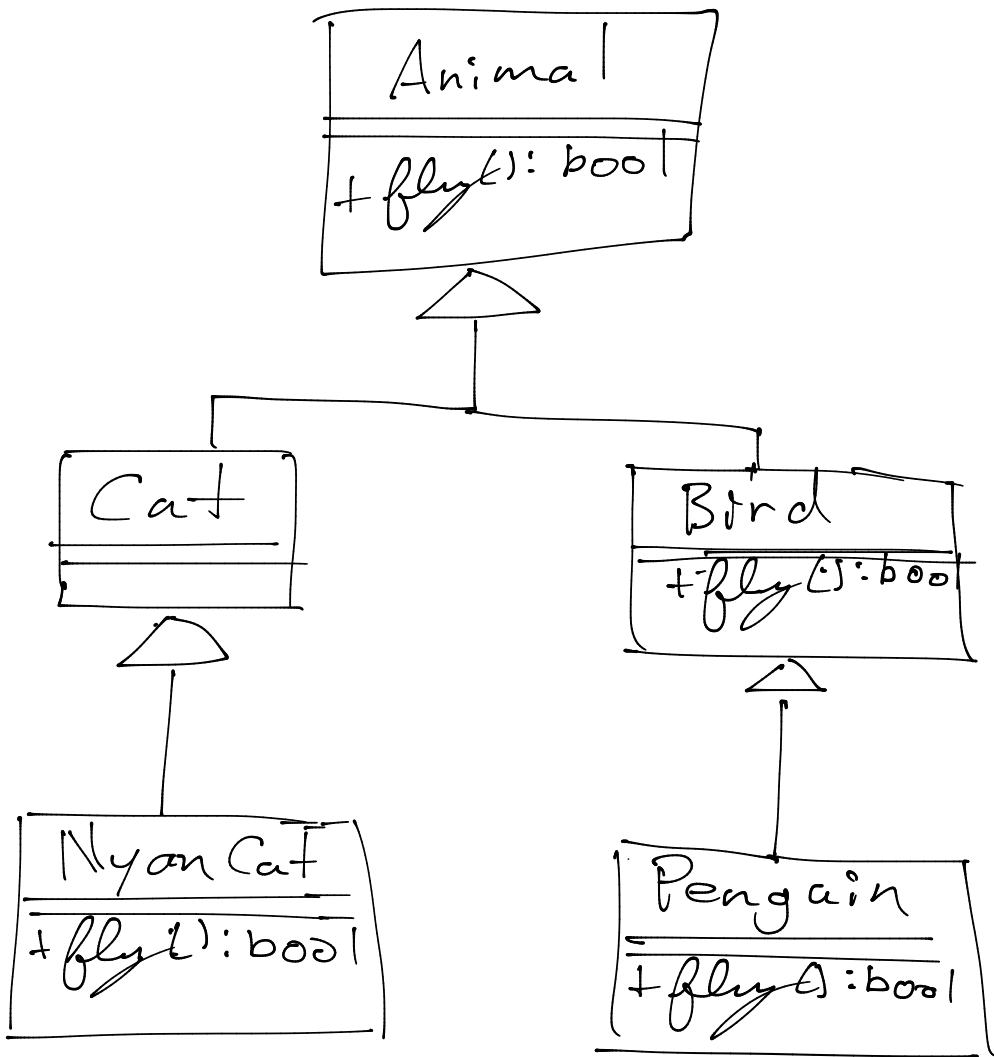 Animal
+ fly(): bool
Cat
Bird
+ fly(): bool
NyanCat
+ fly(): bool
Pengain
+ fly(): bool